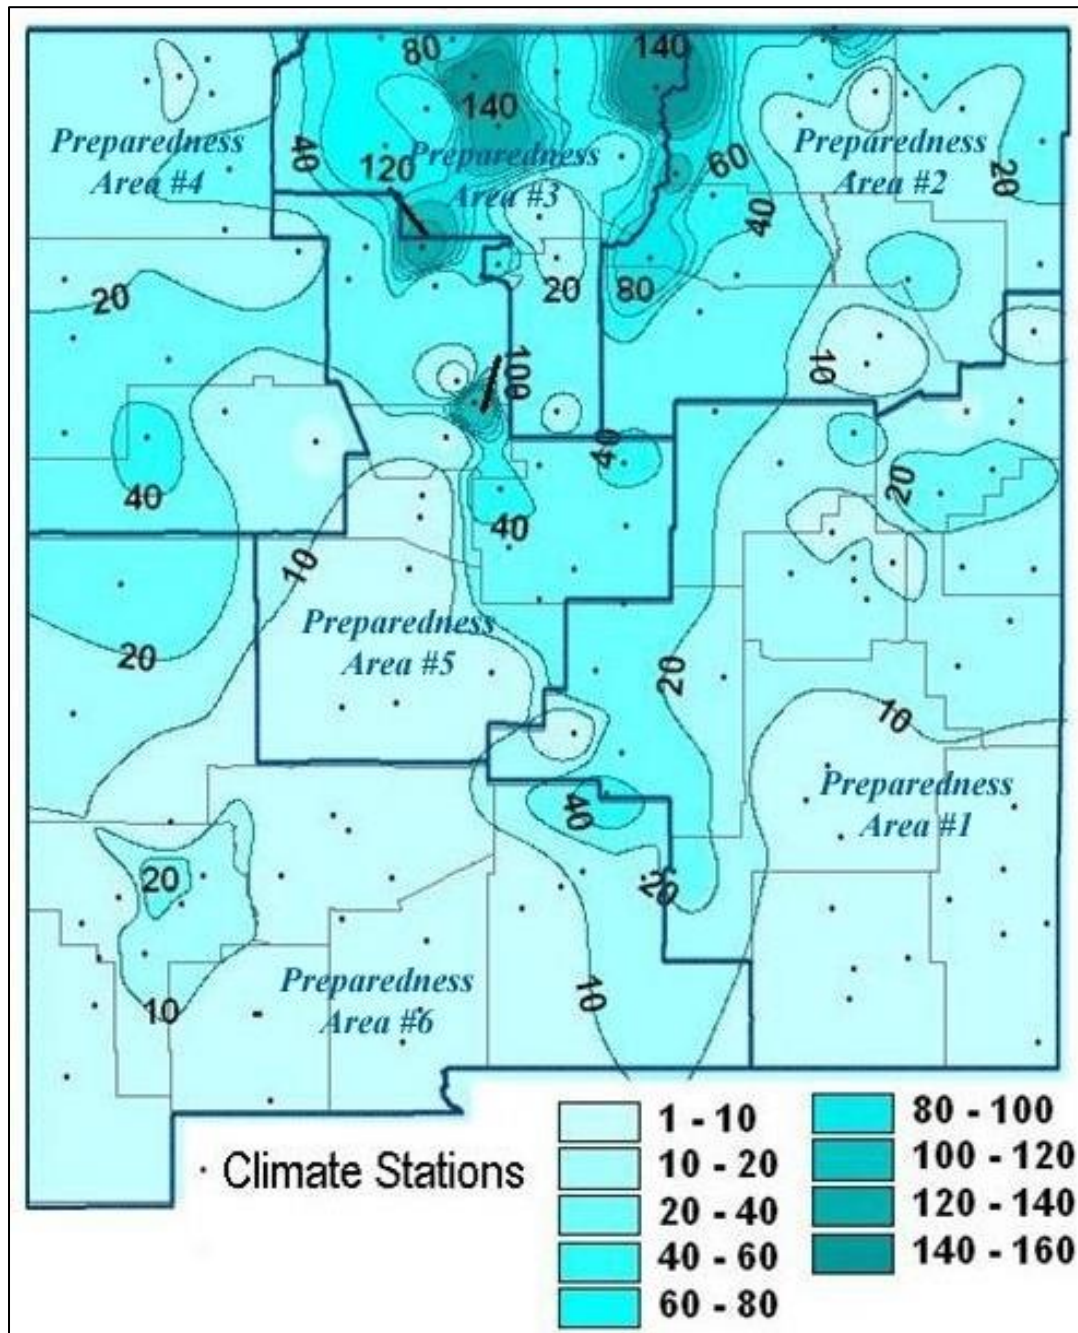 80
140
140
Preparedness
Area #4
40
120
Preparedness
Area #3
60
Preparedness
Area #2
20
40
20
20
80
10
100
40
40
20
40
10
20
Preparedness
Area #5
20
10
Preparedness
Area #1
40
20
20
10
Preparedness
Area #6
10
1 - 10
10 - 20
20 - 40
40 - 60
60 - 80
80 - 100
100 - 120
120 - 140
140 - 160
Climate Stations